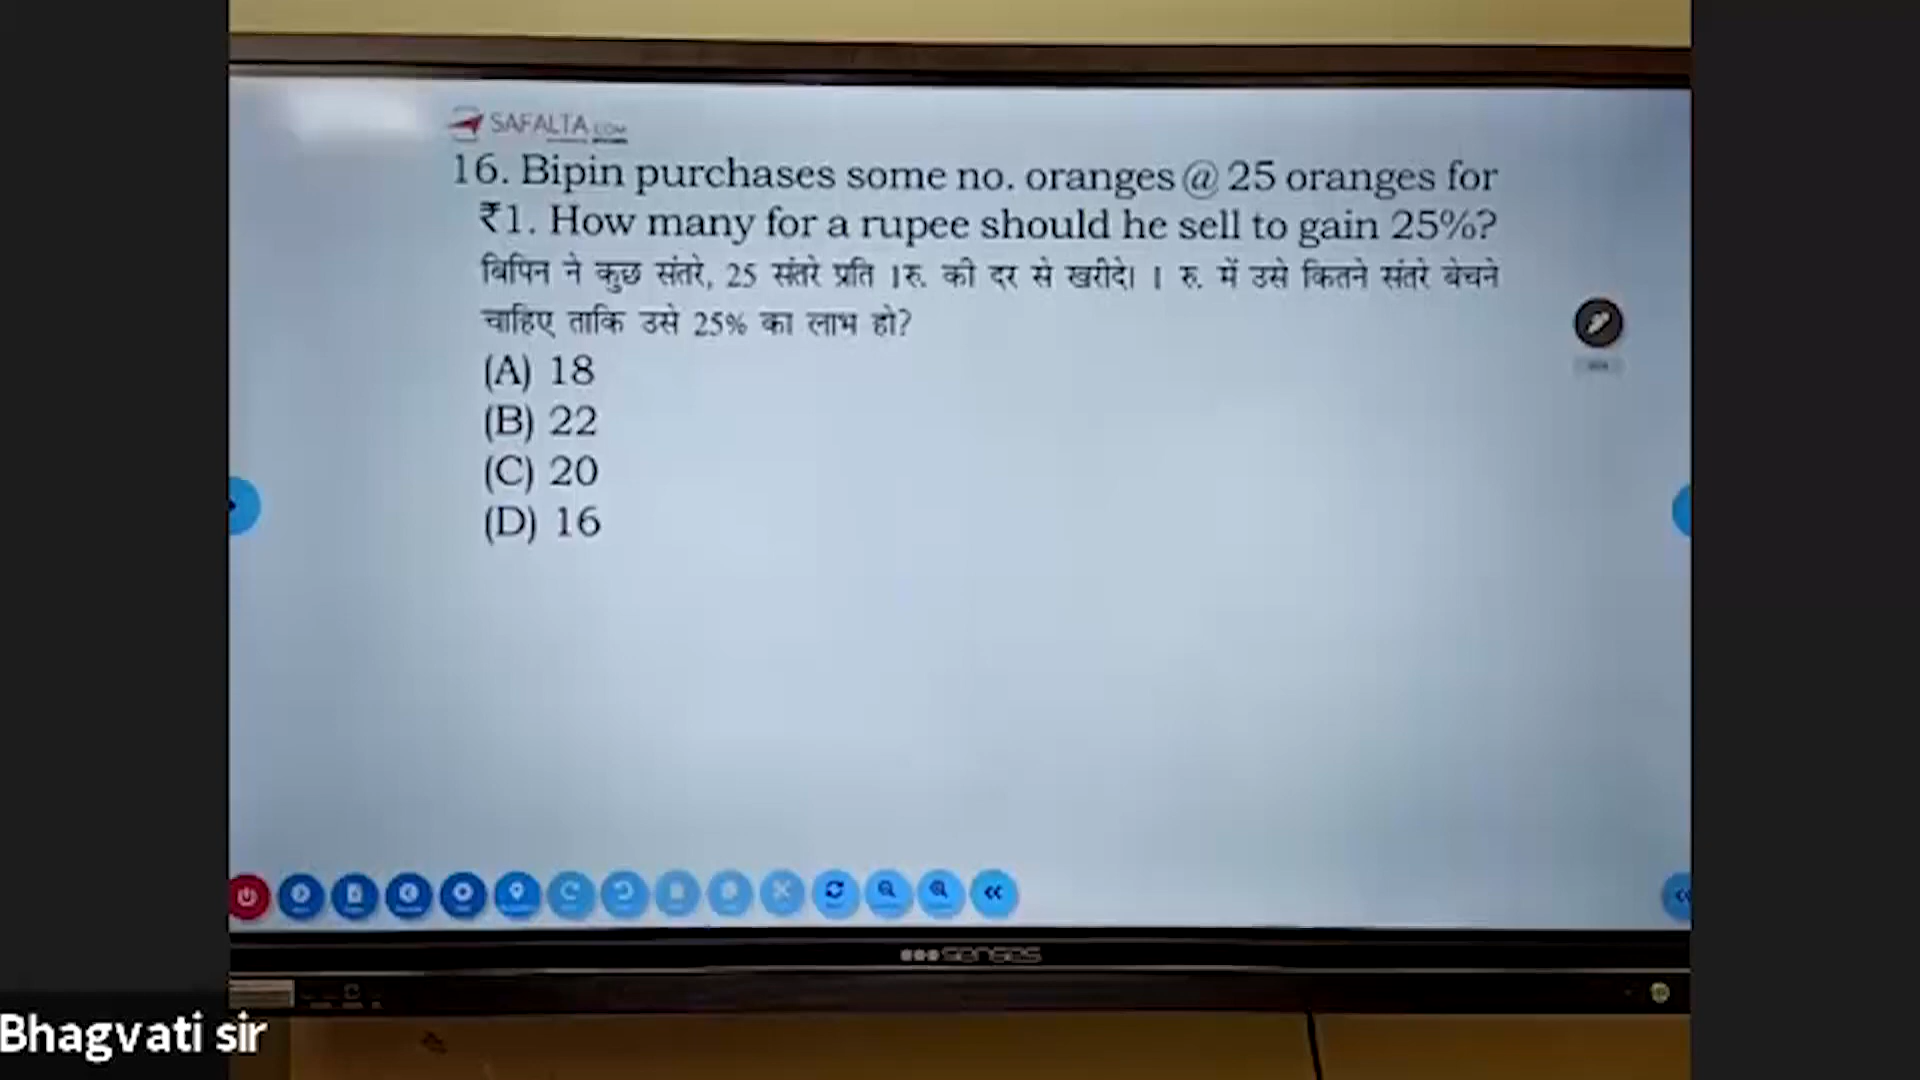 SAFALTA.COM
16. Bipin purchases some no. oranges @ 25 oranges for
₹1. How many for a rupee should he sell to gain 25%?
बिपिन ने कुछ संतरे, 25 संतरे प्रति 1रु. की दर से खरीदे। 1 रु. में उसे कितने संतरे बेचने
चाहिए ताकि उसे 25% का लाभ हो?
(A) 18
(B) 22
(C) 20
(D) 16
senses
Bhagvati sir